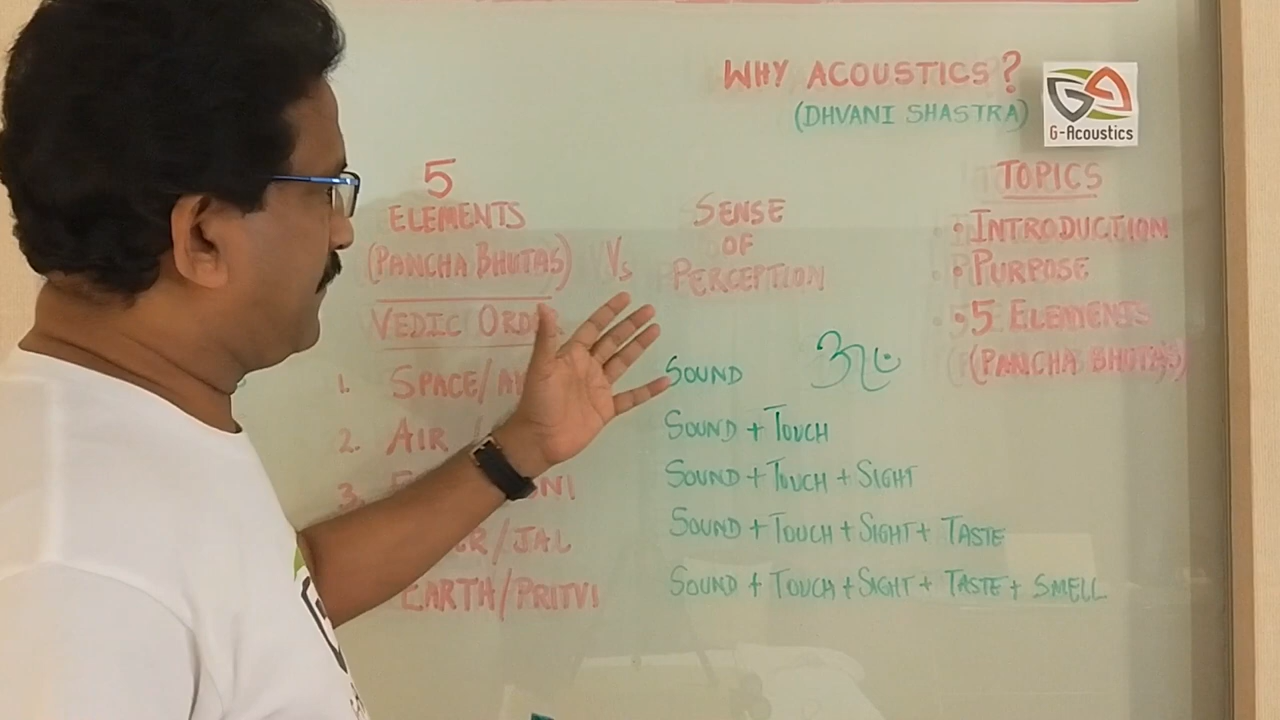 WHY ACOUSTICS?
(DHVANI SHASTRA)
G-Acoustics
5
ELEMENTS
(PANCHA BHUTAS)
Vs
SENSE
OF
PERCEPTION
VEDIC
1. SPACE/
SOUND
2. AIR
SOUND + TOUCH
3.
SOUND + TOUCH + SIGHT
/JAL
SOUND + TOUCH + SIGHT + TASTE
EARTH/PRITVI
SOUND + TOUCH + SIGHT + TASTE + SMELL
TOPICS
• INTRODUCTION
• PURPOSE
• 5 ELEMENTS
(PANCHA BHUTAS)